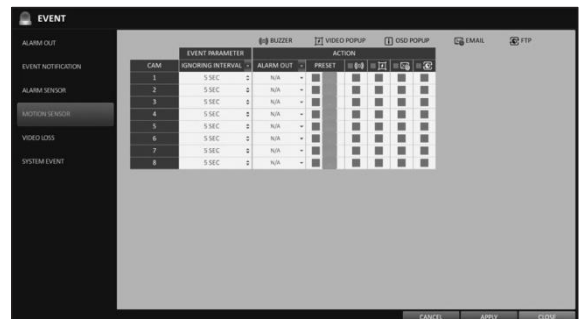 EVENT
ALARM OUT
EVENT NOTIFICATION
ALARM SENSOR
MOTION SENSOR
VIDEO LOSS
SYSTEM EVENT
BUZZER VIDEO POPUP OSD POPUP EMAIL FTP
EVENT PARAMETER ACTION
CAM IGNORING INTERVAL ALARM OUT PRESET
1 5 SEC N/A
2 5 SEC N/A
3 5 SEC N/A
4 5 SEC N/A
5 5 SEC N/A
6 5 SEC N/A
7 5 SEC N/A
8 5 SEC N/A
CANCEL APPLY CLOSE